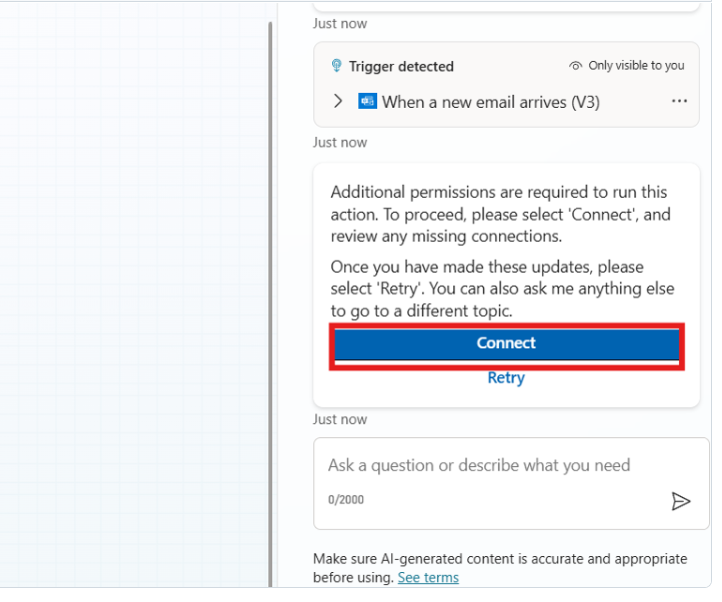 Just now
Trigger detected
Only visible to you
When a new email arrives (V3)
Just now
Additional permissions are required to run this
action. To proceed, please select 'Connect', and
review any missing connections.
Once you have made these updates, please
select 'Retry'. You can also ask me anything else
to go to a different topic.
Connect
Retry
Just now
Ask a question or describe what you need
0/2000
Make sure AI-generated content is accurate and appropriate
before using. See terms